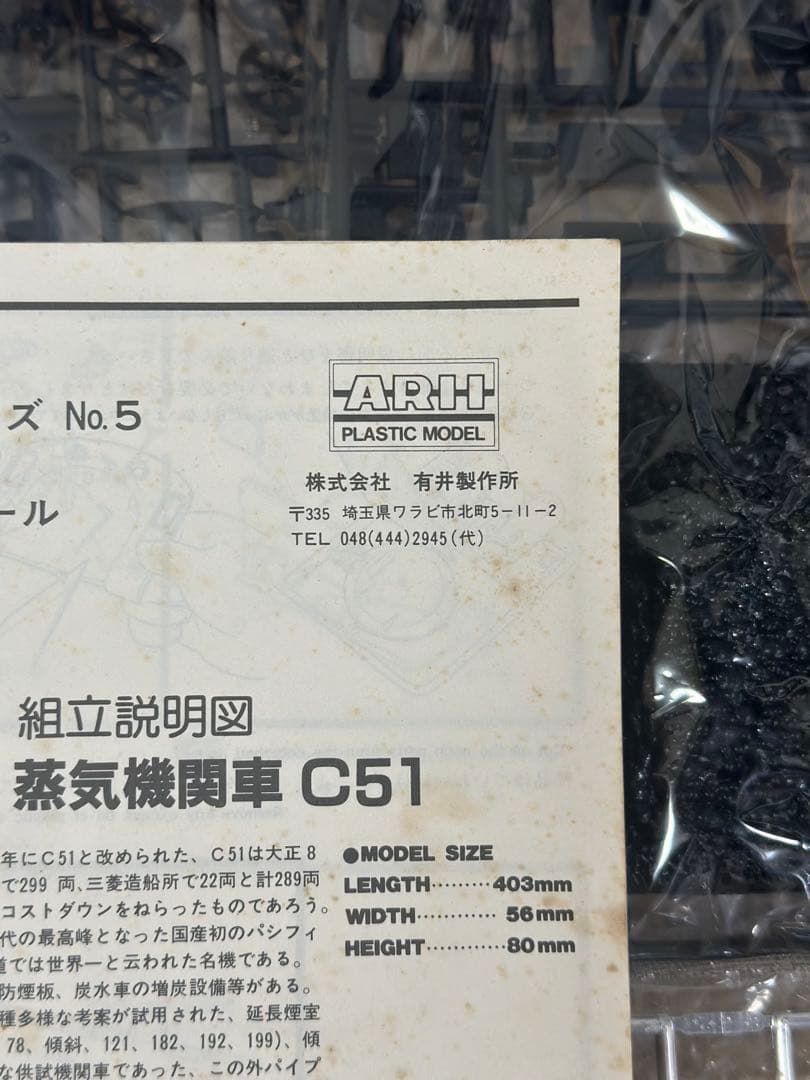 ズ No.5
ARII
PLASTIC MODEL
株式会社 有井製作所
〒335 埼玉県ワラビ市北町5-11-2
TEL 048(444)2945(代)
ール
組立説明図
蒸気機関車 C51
年にC51と改められた、C51は大正8
で299 両、三菱造船所で22両と計289両
コストダウンをねらったものであろう。
代の最高峰となった国産初のパシフィ
道では世界一と云われた名機である。
防煙板、炭水車の増炭設備等がある。
種多様な考案が試用された、延長煙室
78、傾斜、121、182、192、199)、傾
な供試機関車であった、この外パイプ
●MODEL SIZE
LENGTH………403mm
WIDTH…………56mm
HEIGHT…………80mm